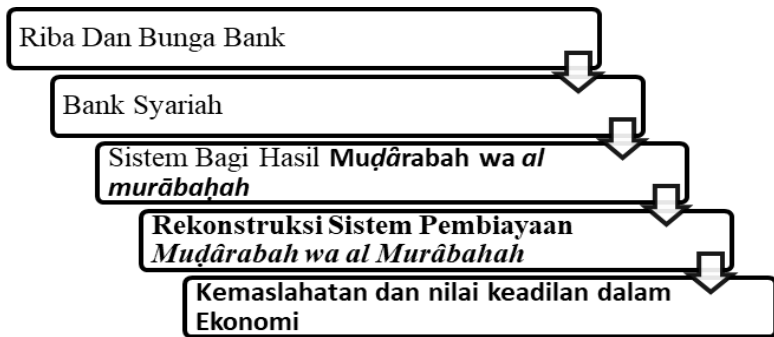 Riba Dan Bunga Bank
Bank Syariah
Sistem Bagi Hasil Muḍârabah wa al
murābaḥah
Rekonstruksi Sistem Pembiayaan
Muḍârabah wa al Murâbahah
Kemaslahatan dan nilai keadilan dalam
Ekonomi